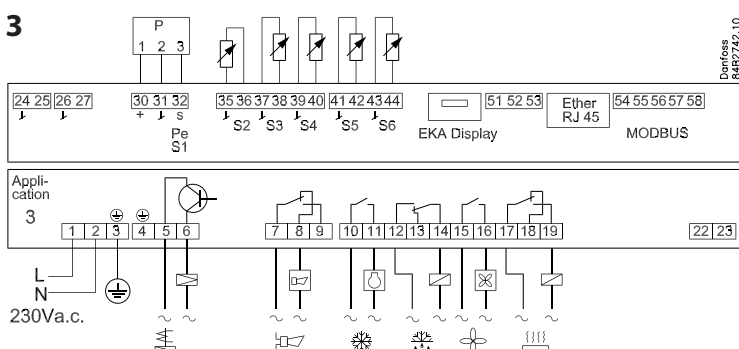 3
P
1 2 3
Danfoss
84B2742.10
24 25 26 27 30 31 32 35 36 37 38 39 40 41 42 43 44 51 52 53 Ether RJ 45 54 55 56 57 58
+ s S2 S3 S4 S5 S6
Pe
S1
EKA Display
MODBUS
Appli-
cation
3
1 2 3 4 5 6 7 8 9 10 11 12 13 14 15 16 17 18 19 22 23
L
N
230Va.c.